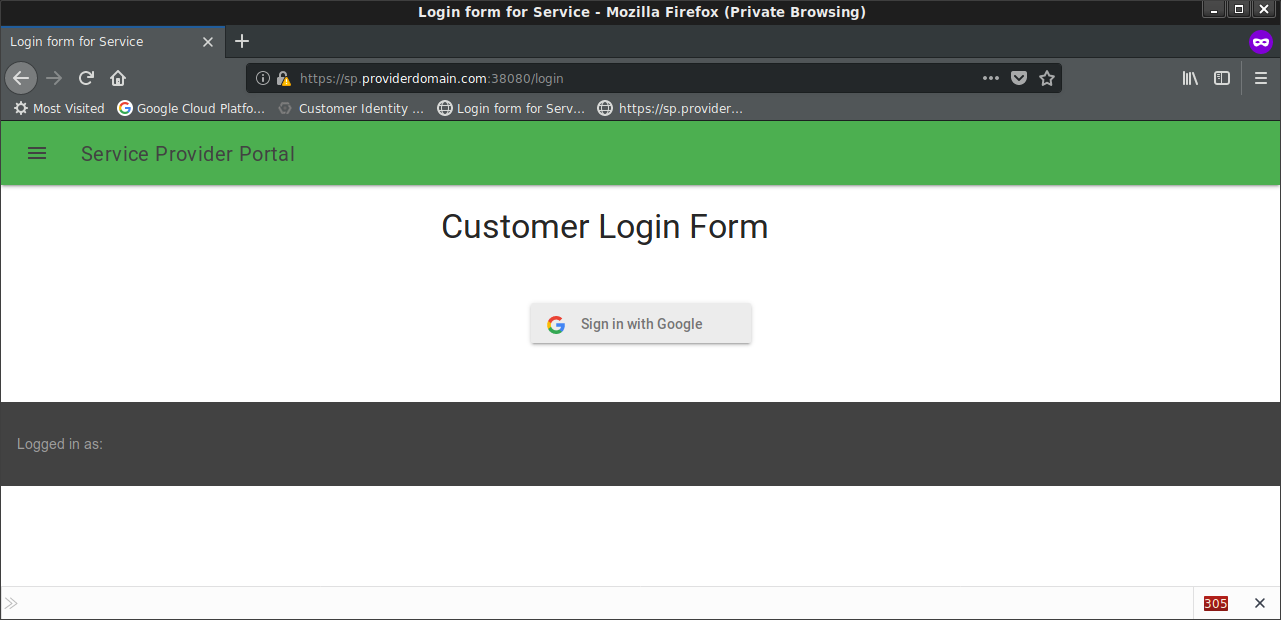 Login form for Service - Mozilla Firefox (Private Browsing)
Login form for Service
https://sp.providerdomain.com:38080/login
Most Visited Google Cloud Platfo... Customer Identity ... Login form for Serv... https://sp.provider...
Service Provider Portal
Customer Login Form
Sign in with Google
Logged in as:
305